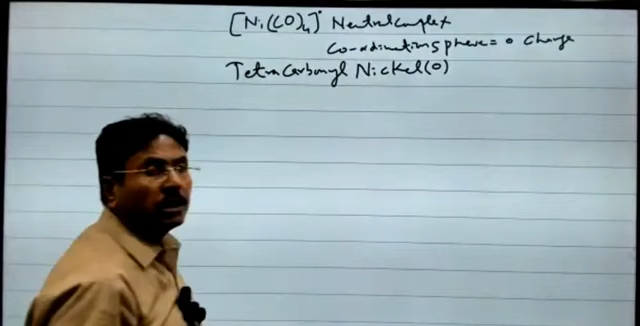 [Ni(CO)4]° Neutral complex
Co-ordination sphere = 0 charge
Tetra Carbonyl Nickel(0)